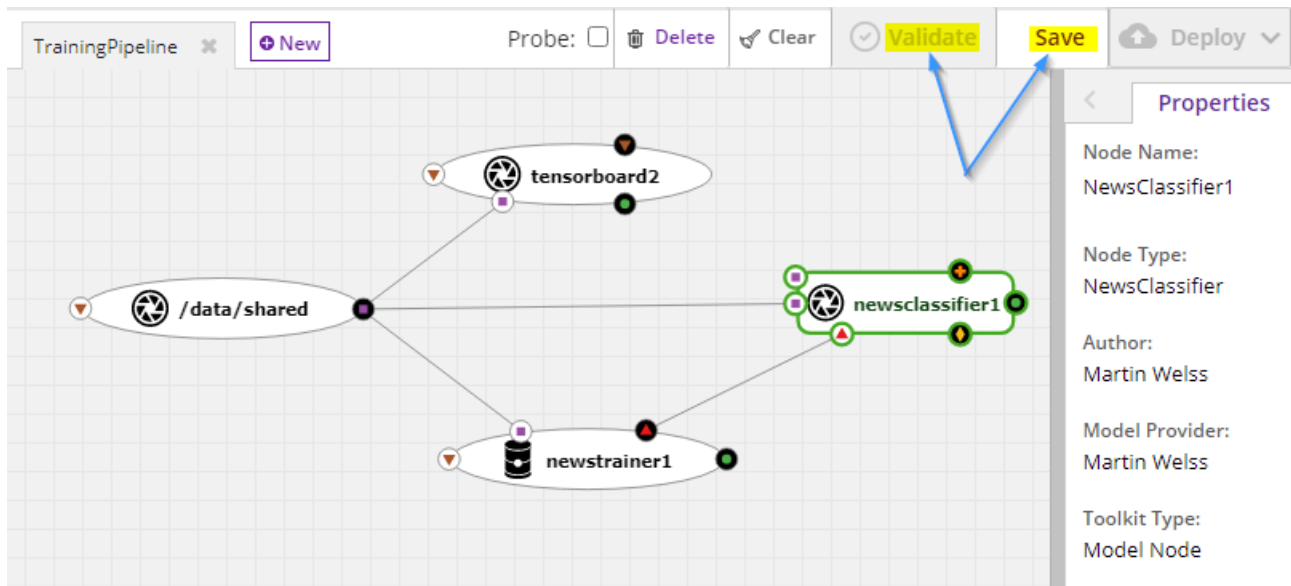 TrainingPipeline
New
Probe:
Delete
Clear
Validate
Save
Deploy
Properties
Node Name:
NewsClassifier1
Node Type:
NewsClassifier
Author:
Martin Welss
Model Provider:
Martin Welss
Toolkit Type:
Model Node
tensorboard2
/data/shared
newsclassifier1
newstrainer1